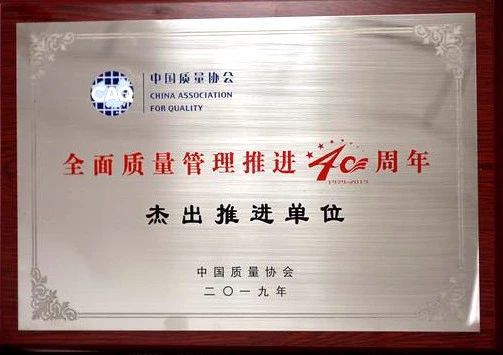 中国质量协会
CAQ
CHINA ASSOCIATION
FOR QUALITY
全面质量管理推进40周年
1979-2019
杰出推进单位
中国质量协会
二〇一九年